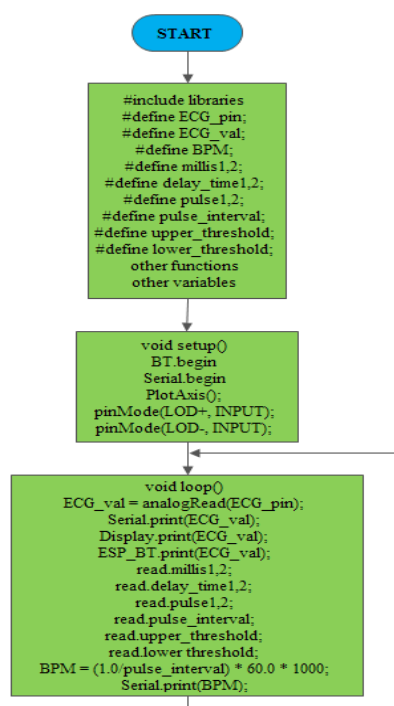 START
#include libraries
#define ECG_pin;
#define ECG_val;
#define BPM;
#define millis1,2;
#define delay_time1,2;
#define pulse1,2;
#define pulse_interval;
#define upper_threshold;
#define lower_threshold;
other functions
other variables
void setup()
BT.begin
Serial.begin
PlotAxis();
pinMode(LOD+, INPUT);
pinMode(LOD-, INPUT);
void loop()
ECG_val = analogRead(ECG_pin);
Serial.print(ECG_val);
Display.print(ECG_val);
ESP_BT.print(ECG_val);
read.millis1,2;
read.delay_time1,2;
read.pulse1,2;
read.pulse_interval;
read.upper_threshold;
read.lower threshold;
BPM = (1.0/pulse_interval) * 60.0 * 1000;
Serial.print(BPM);